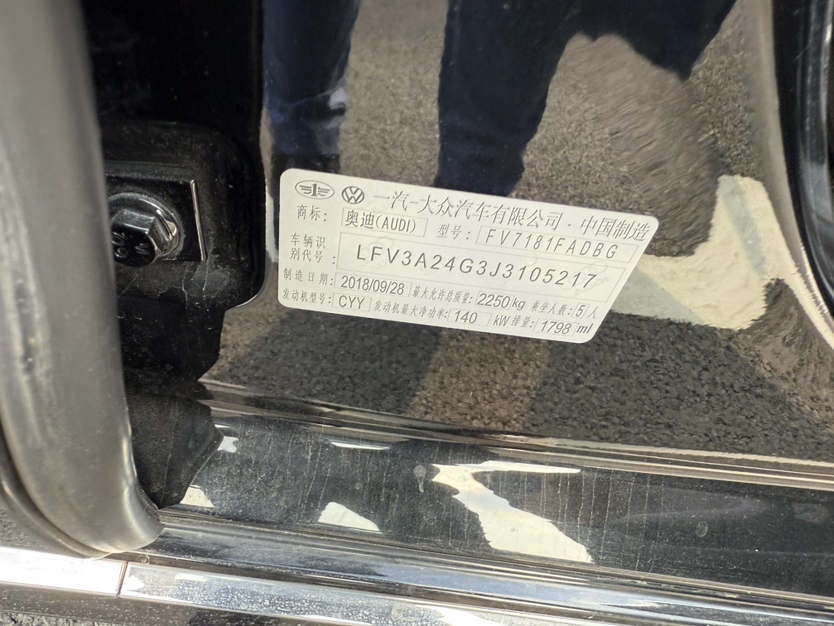 一汽-大众汽车有限公司·中国制造
商标: 奥迪(AUDI) 型号: FV7181FADBG
车辆识别代号: LFV3A24G3J3105217
制造日期: 2018/09/28 最大允许总质量: 2250kg 乘坐人数: 5人
发动机型号: CYY 发动机最大净功率: 140 kW 排量: 1798 ml